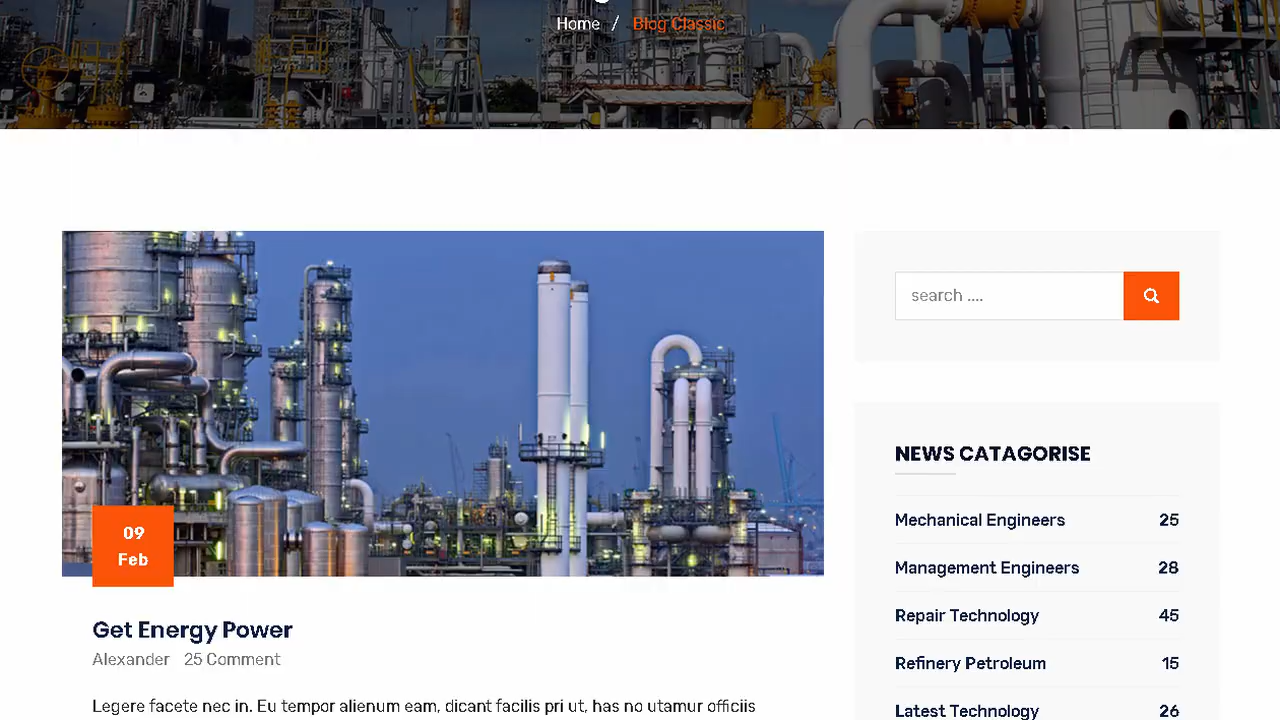 Home / Blog Classic
search ....
NEWS CATAGORISE
Mechanical Engineers 25
Management Engineers 28
Repair Technology 45
Refinery Petroleum 15
Latest Technology 26
09
Feb
Get Energy Power
Alexander 25 Comment
Legere facete nec in. Eu tempor alienum eam, dicant facilis pri ut, has no utamur officiis